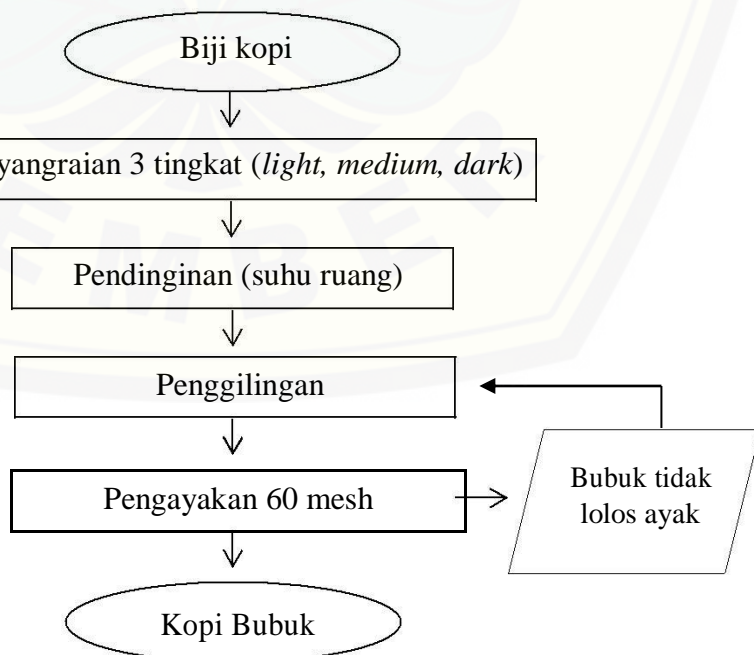 Biji kopi
yangraian 3 tingkat (light, medium, dark)
Pendinginan (suhu ruang)
EMBER
Penggilingan
Pengayakan 60 mesh
Bubuk tidak
lolos ayak
Kopi Bubuk